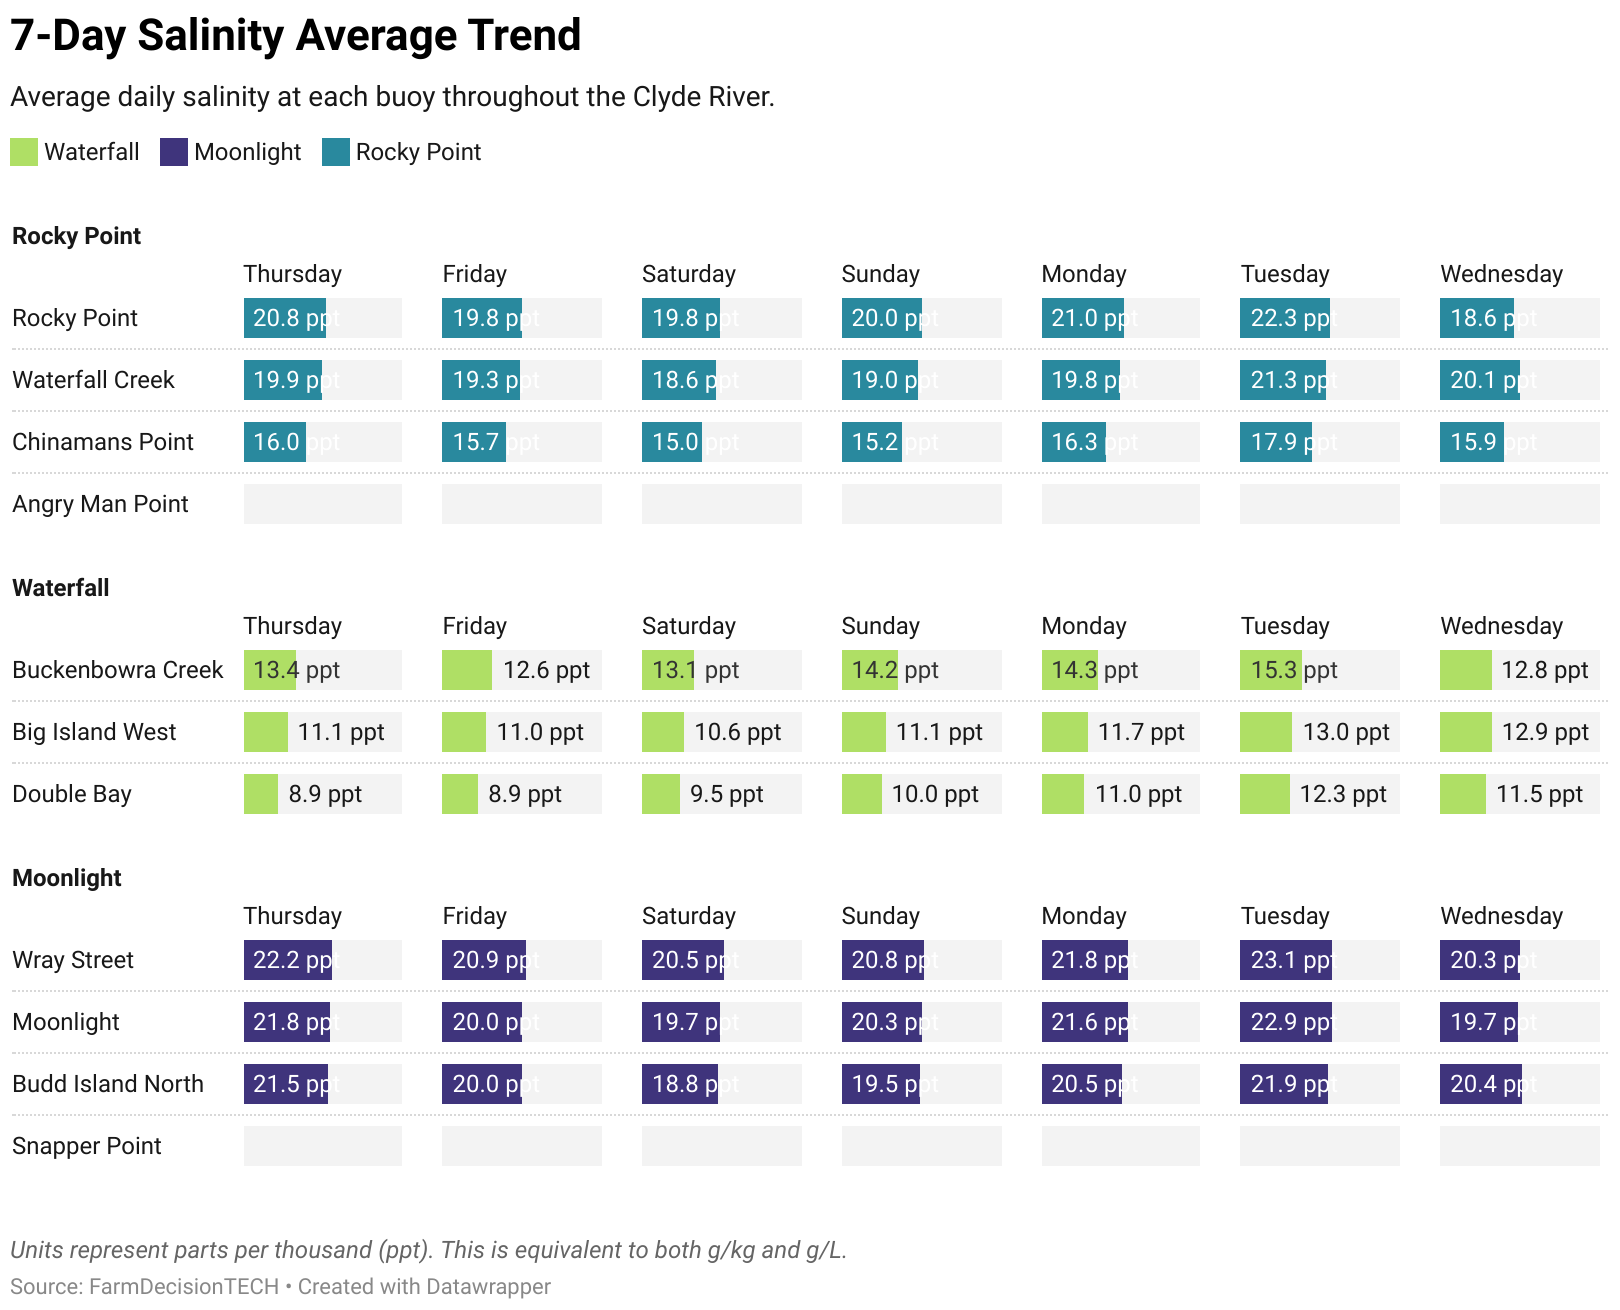 7-Day Salinity Average Trend
Average daily salinity at each buoy throughout the Clyde River.
Waterfall Moonlight Rocky Point
Rocky Point
Thursday Friday Saturday Sunday Monday Tuesday Wednesday
Rocky Point 20.8 ppt 19.8 ppt 19.8 ppt 20.0 ppt 21.0 ppt 22.3 ppt 18.6 ppt
Waterfall Creek 19.9 ppt 19.3 ppt 18.6 ppt 19.0 ppt 19.8 ppt 21.3 ppt 20.1 ppt
Chinamans Point 16.0 ppt 15.7 ppt 15.0 ppt 15.2 ppt 16.3 ppt 17.9 ppt 15.9 ppt
Angry Man Point
Waterfall
Thursday Friday Saturday Sunday Monday Tuesday Wednesday
Buckenbowra Creek 13.4 ppt 12.6 ppt 13.1 ppt 14.2 ppt 14.3 ppt 15.3 ppt 12.8 ppt
Big Island West 11.1 ppt 11.0 ppt 10.6 ppt 11.1 ppt 11.7 ppt 13.0 ppt 12.9 ppt
Double Bay 8.9 ppt 8.9 ppt 9.5 ppt 10.0 ppt 11.0 ppt 12.3 ppt 11.5 ppt
Moonlight
Thursday Friday Saturday Sunday Monday Tuesday Wednesday
Wray Street 22.2 ppt 20.9 ppt 20.5 ppt 20.8 ppt 21.8 ppt 23.1 ppt 20.3 ppt
Moonlight 21.8 ppt 20.0 ppt 19.7 ppt 20.3 ppt 21.6 ppt 22.9 ppt 19.7 ppt
Budd Island North 21.5 ppt 20.0 ppt 18.8 ppt 19.5 ppt 20.5 ppt 21.9 ppt 20.4 ppt
Snapper Point
Units represent parts per thousand (ppt). This is equivalent to both g/kg and g/L.
Source: FarmDecisionTECH • Created with Datawrapper